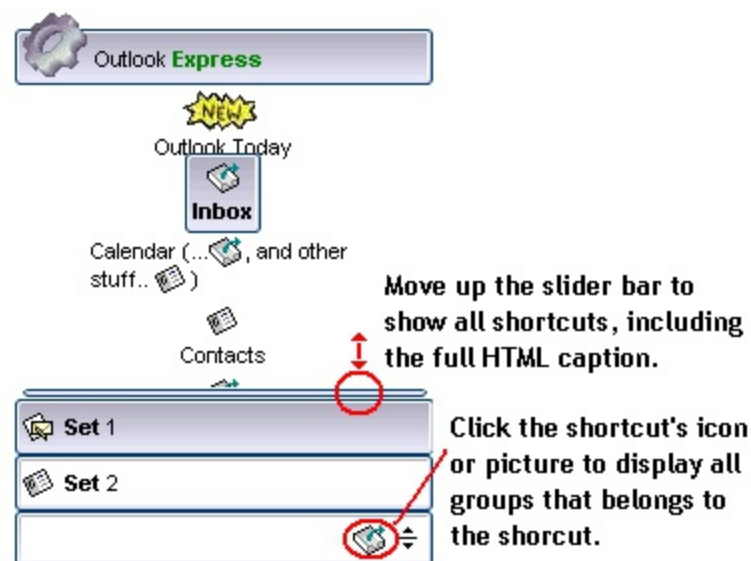 Outlook Express
NEW
Outlook Today
Inbox
Calendar (..., and other
stuff.. )
Contacts
Move up the slider bar to
show all shortcuts, including
the full HTML caption.
Set 1
Set 2
Click the shortcut's icon
or picture to display all
groups that belongs to
the shorcut.